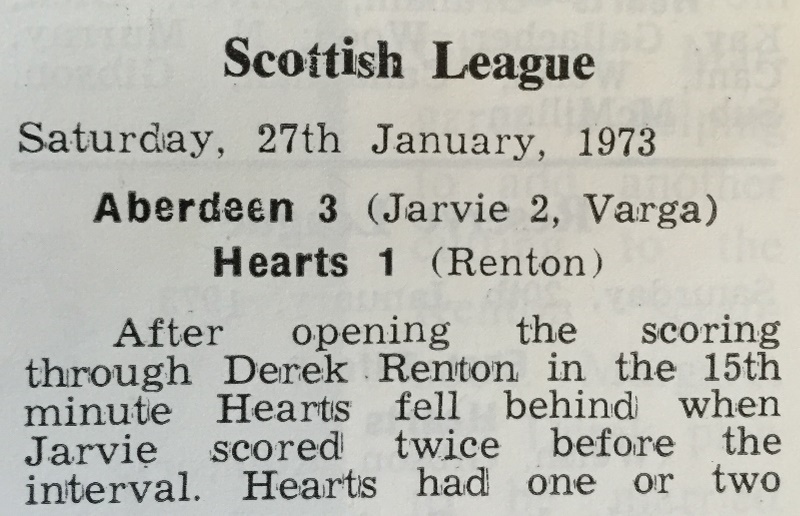 Scottish League
Saturday, 27th January, 1973
Aberdeen 3 (Jarvie 2, Varga)
Hearts 1 (Renton)
After opening the scoring
through Derek Renton in the 15th
minute Hearts fell behind when
Jarvie scored twice before the
interval. Hearts had one or two